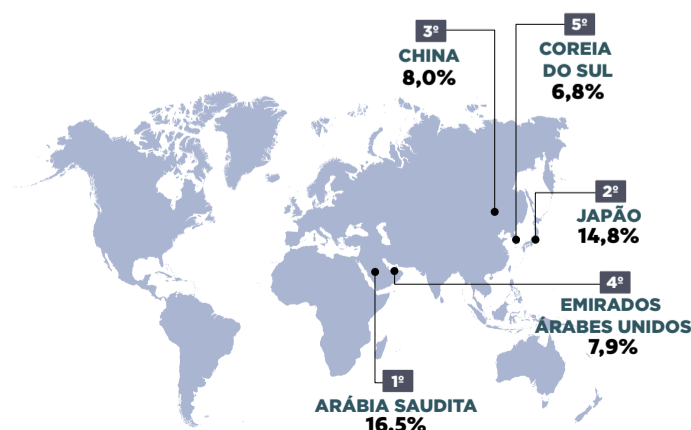 3º
CHINA
8,0%
5º
COREIA
DO SUL
6,8%
2º
JAPÃO
14,8%
4º
EMIRADOS
ÁRABES UNIDOS
7,9%
1º
ARÁBIA SAUDITA
16,5%